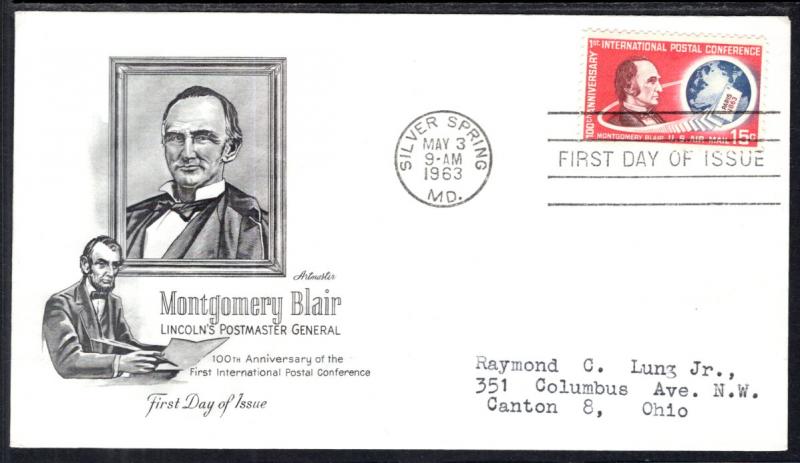 1ST INTERNATIONAL POSTAL CONFERENCE
100TH ANNIVERSARY
PARIS
1863
MONTGOMERY BLAIR U.S. AIR MAIL 15c
SILVER SPRING
MAY 3
9-AM
1963
MD.
FIRST DAY OF ISSUE
Artmaster
Montgomery Blair
LINCOLN'S POSTMASTER GENERAL
100TH Anniversary of the
First International Postal Conference
First Day of Issue
Raymond C. Lung Jr.,
351 Columbus Ave. N.W.
Canton 8, Ohio